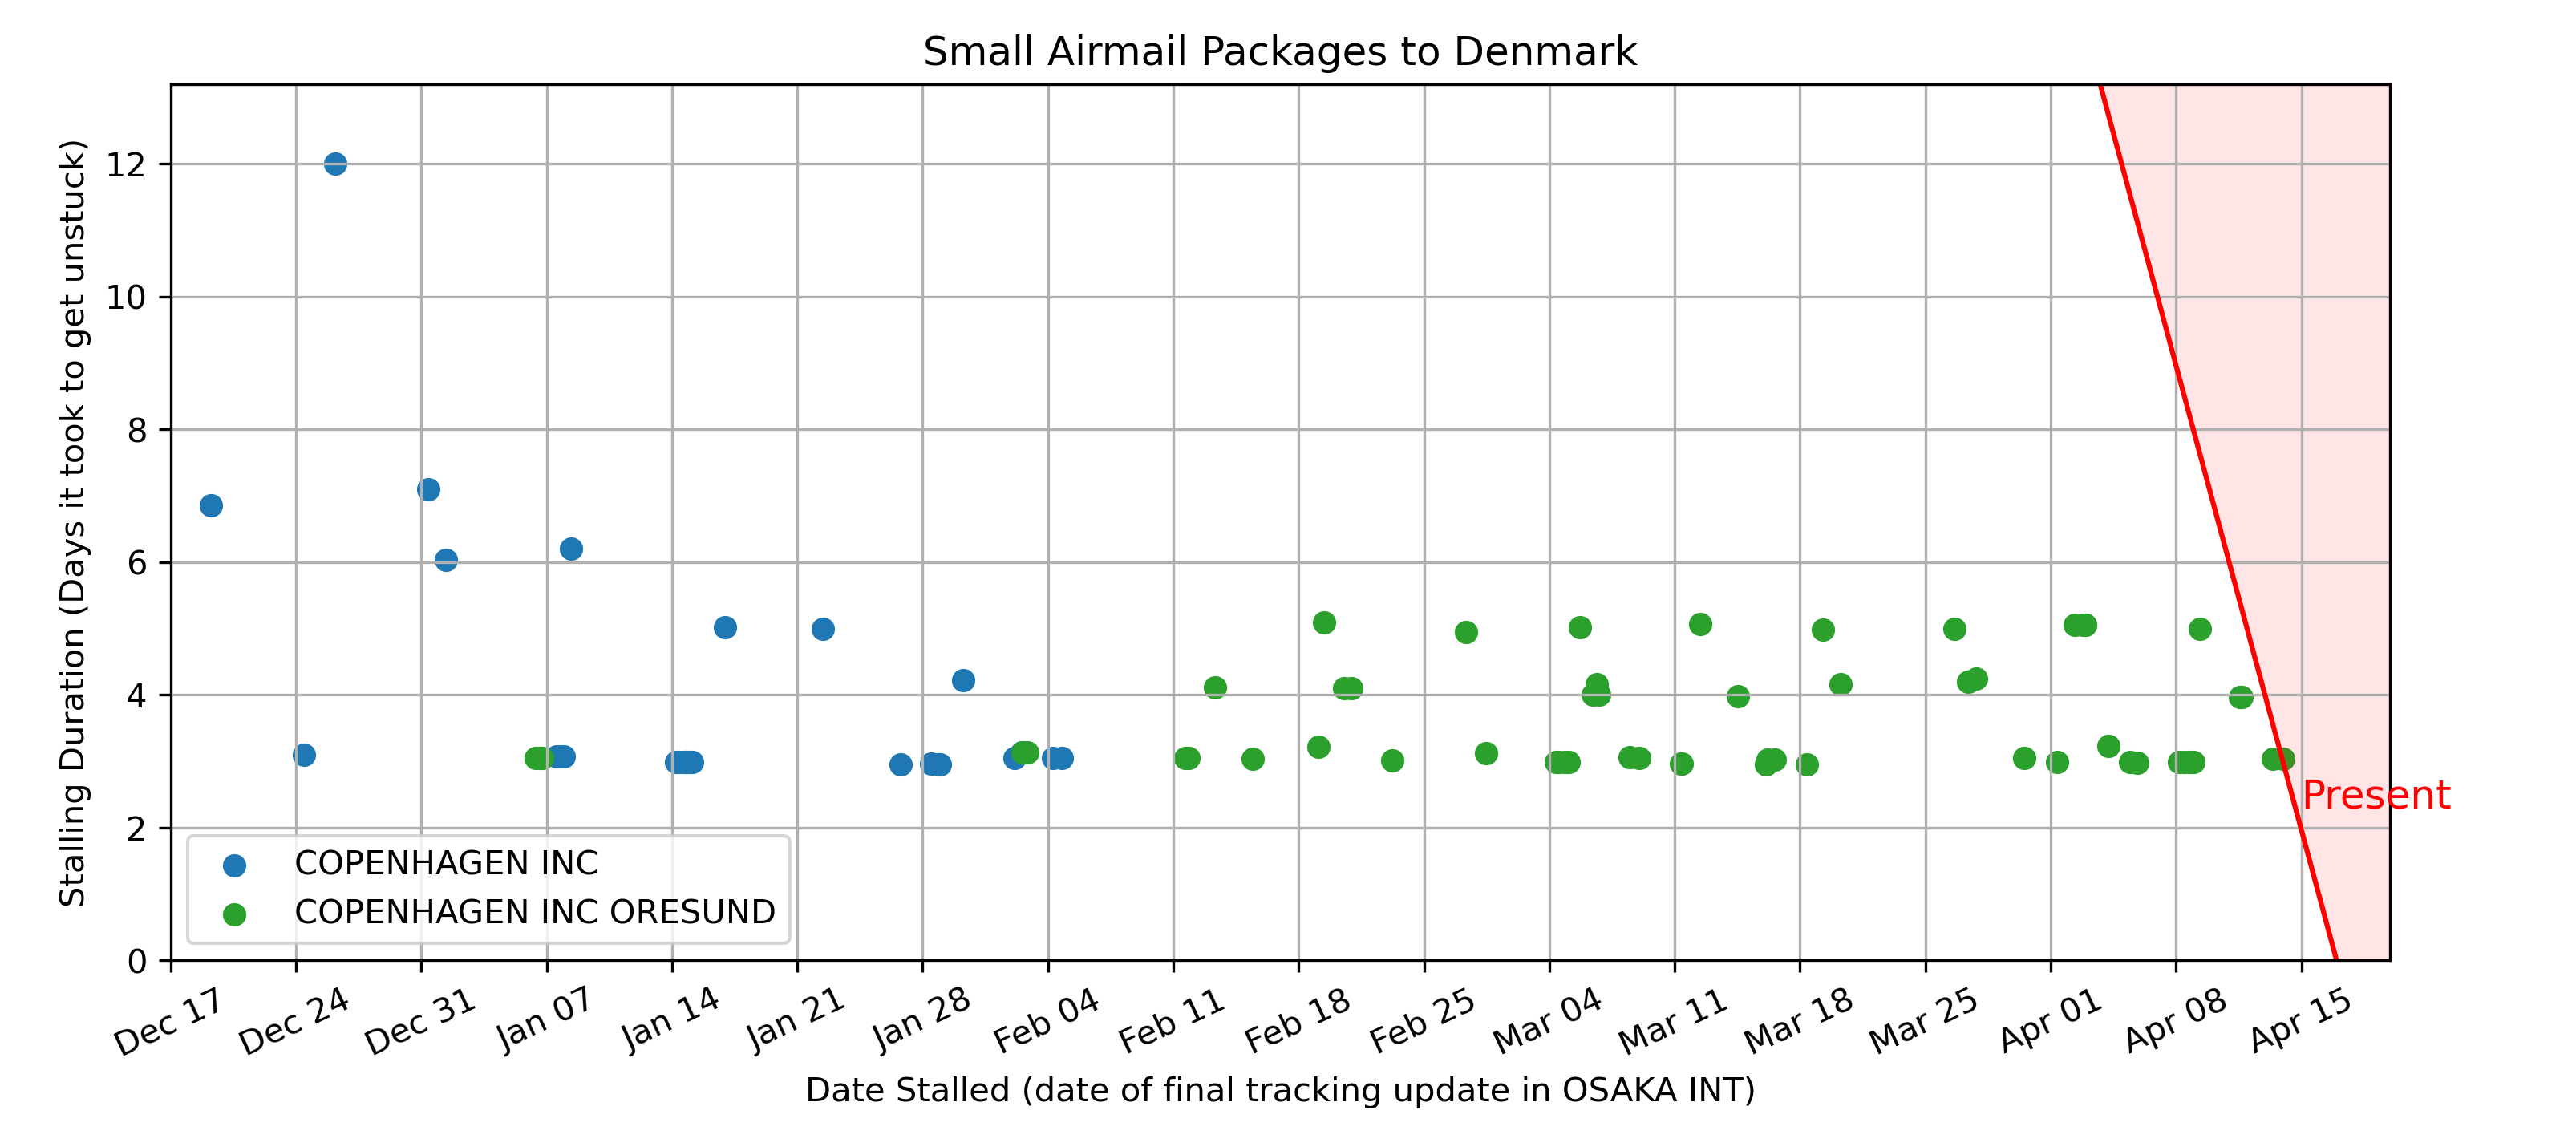 Small Airmail Packages to Denmark
Stalling Duration (Days it took to get unstuck)
12
10
8
6
4
2
0
Present
COPENHAGEN INC
COPENHAGEN INC ORESUND
Dec 17
Dec 24
Dec 31
Jan 07
Jan 14
Jan 21
Jan 28
Feb 04
Feb 11
Feb 18
Feb 25
Mar 04
Mar 11
Mar 18
Mar 25
Apr 01
Apr 08
Apr 15
Date Stalled (date of final tracking update in OSAKA INT)